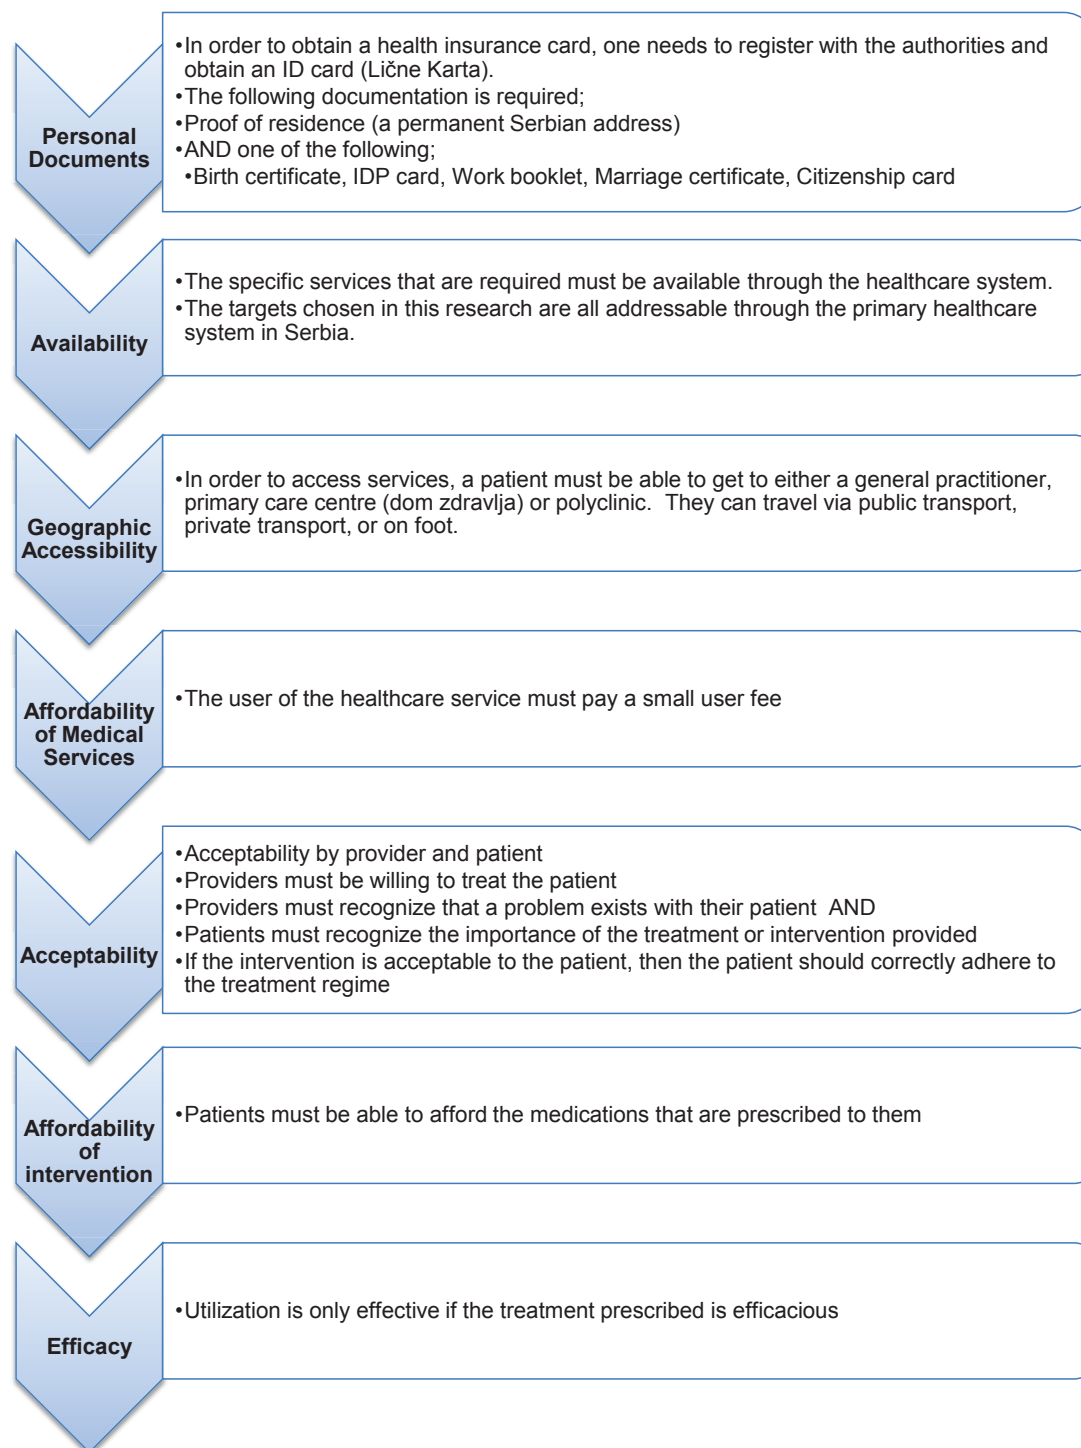 Personal
Documents
•In order to obtain a health insurance card, one needs to register with the authorities and
obtain an ID card (Lične Karta).
•The following documentation is required;
•Proof of residence (a permanent Serbian address)
•AND one of the following;
•Birth certificate, IDP card, Work booklet, Marriage certificate, Citizenship card
Availability
•The specific services that are required must be available through the healthcare system.
•The targets chosen in this research are all addressable through the primary healthcare
system in Serbia.
Geographic
Accessibility
•In order to access services, a patient must be able to get to either a general practitioner,
primary care centre (dom zdravlja) or polyclinic.  They can travel via public transport,
private transport, or on foot.
Affordability
of Medical
Services
•The user of the healthcare service must pay a small user fee
Acceptability
•Acceptability by provider and patient
•Providers must be willing to treat the patient
•Providers must recognize that a problem exists with their patient  AND
•Patients must recognize the importance of the treatment or intervention provided
•If the intervention is acceptable to the patient, then the patient should correctly adhere to
the treatment regime
Affordability
of
intervention
•Patients must be able to afford the medications that are prescribed to them
Efficacy
•Utilization is only effective if the treatment prescribed is efficacious